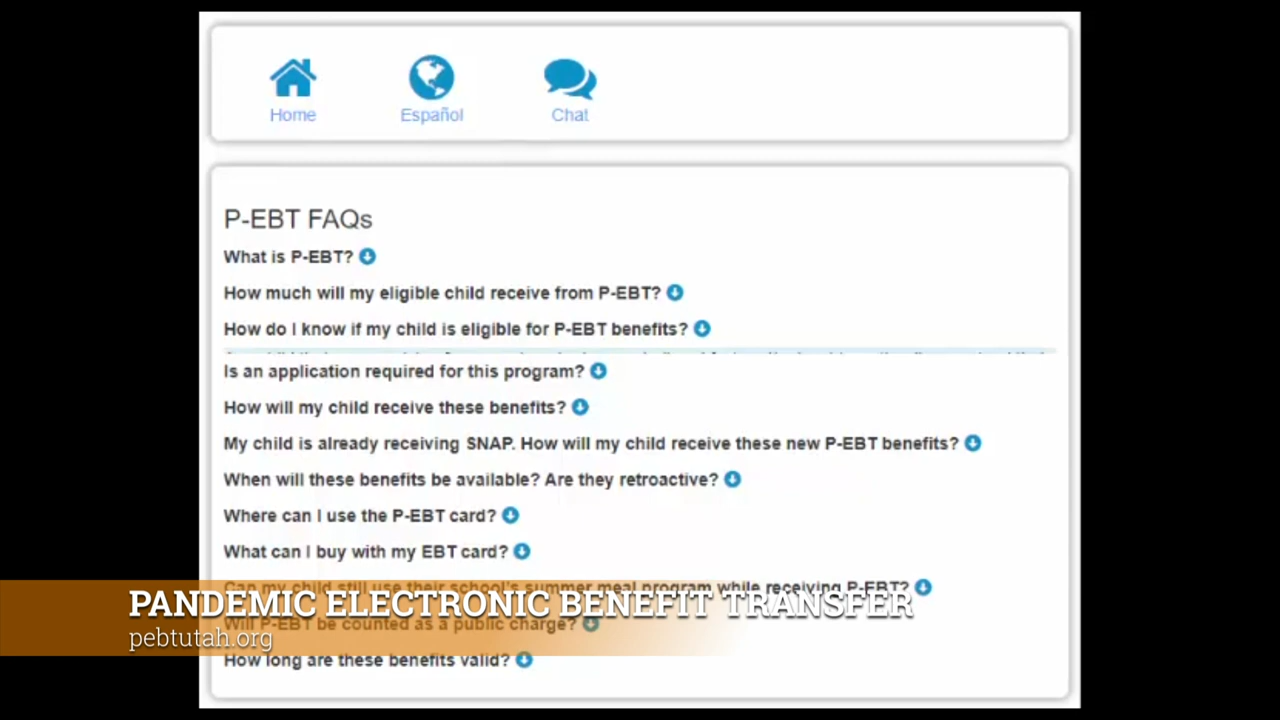 Home
Español
Chat
P-EBT FAQs
What is P-EBT?
How much will my eligible child receive from P-EBT?
How do I know if my child is eligible for P-EBT benefits?
Is an application required for this program?
How will my child receive these benefits?
My child is already receiving SNAP. How will my child receive these new P-EBT benefits?
When will these benefits be available? Are they retroactive?
Where can I use the P-EBT card?
What can I buy with my EBT card?
Can my child still use their school's summer meal program while receiving P-EBT?
PANDEMIC ELECTRONIC BENEFIT TRANSFER
Will P-EBT be counted as a public charge?
pebtutah.org
How long are these benefits valid?